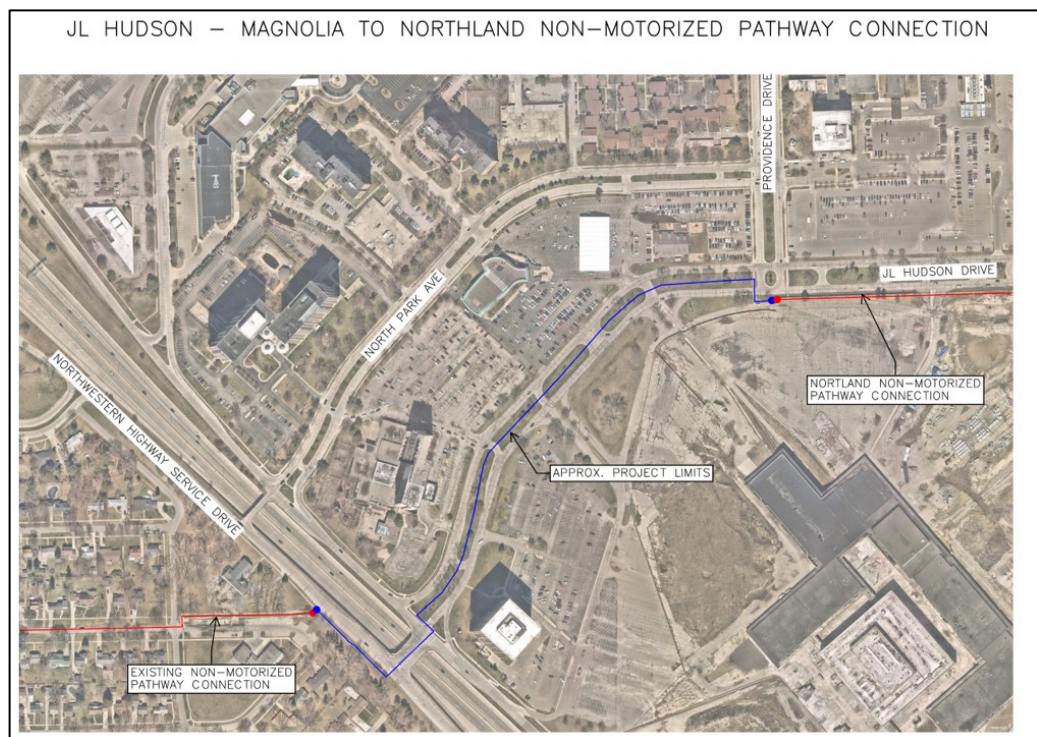 JL HUDSON – MAGNOLIA TO NORTHLAND NON–MOTORIZED PATHWAY CONNECTION
PROVIDENCE DRIVE
JL HUDSON DRIVE
NORTH PARK AVE
NORTLAND NON–MOTORIZED
PATHWAY CONNECTION
NORTHWESTERN HIGHWAY SERVICE DRIVE
APPROX. PROJECT LIMITS
EXISTING NON–MOTORIZED
PATHWAY CONNECTION